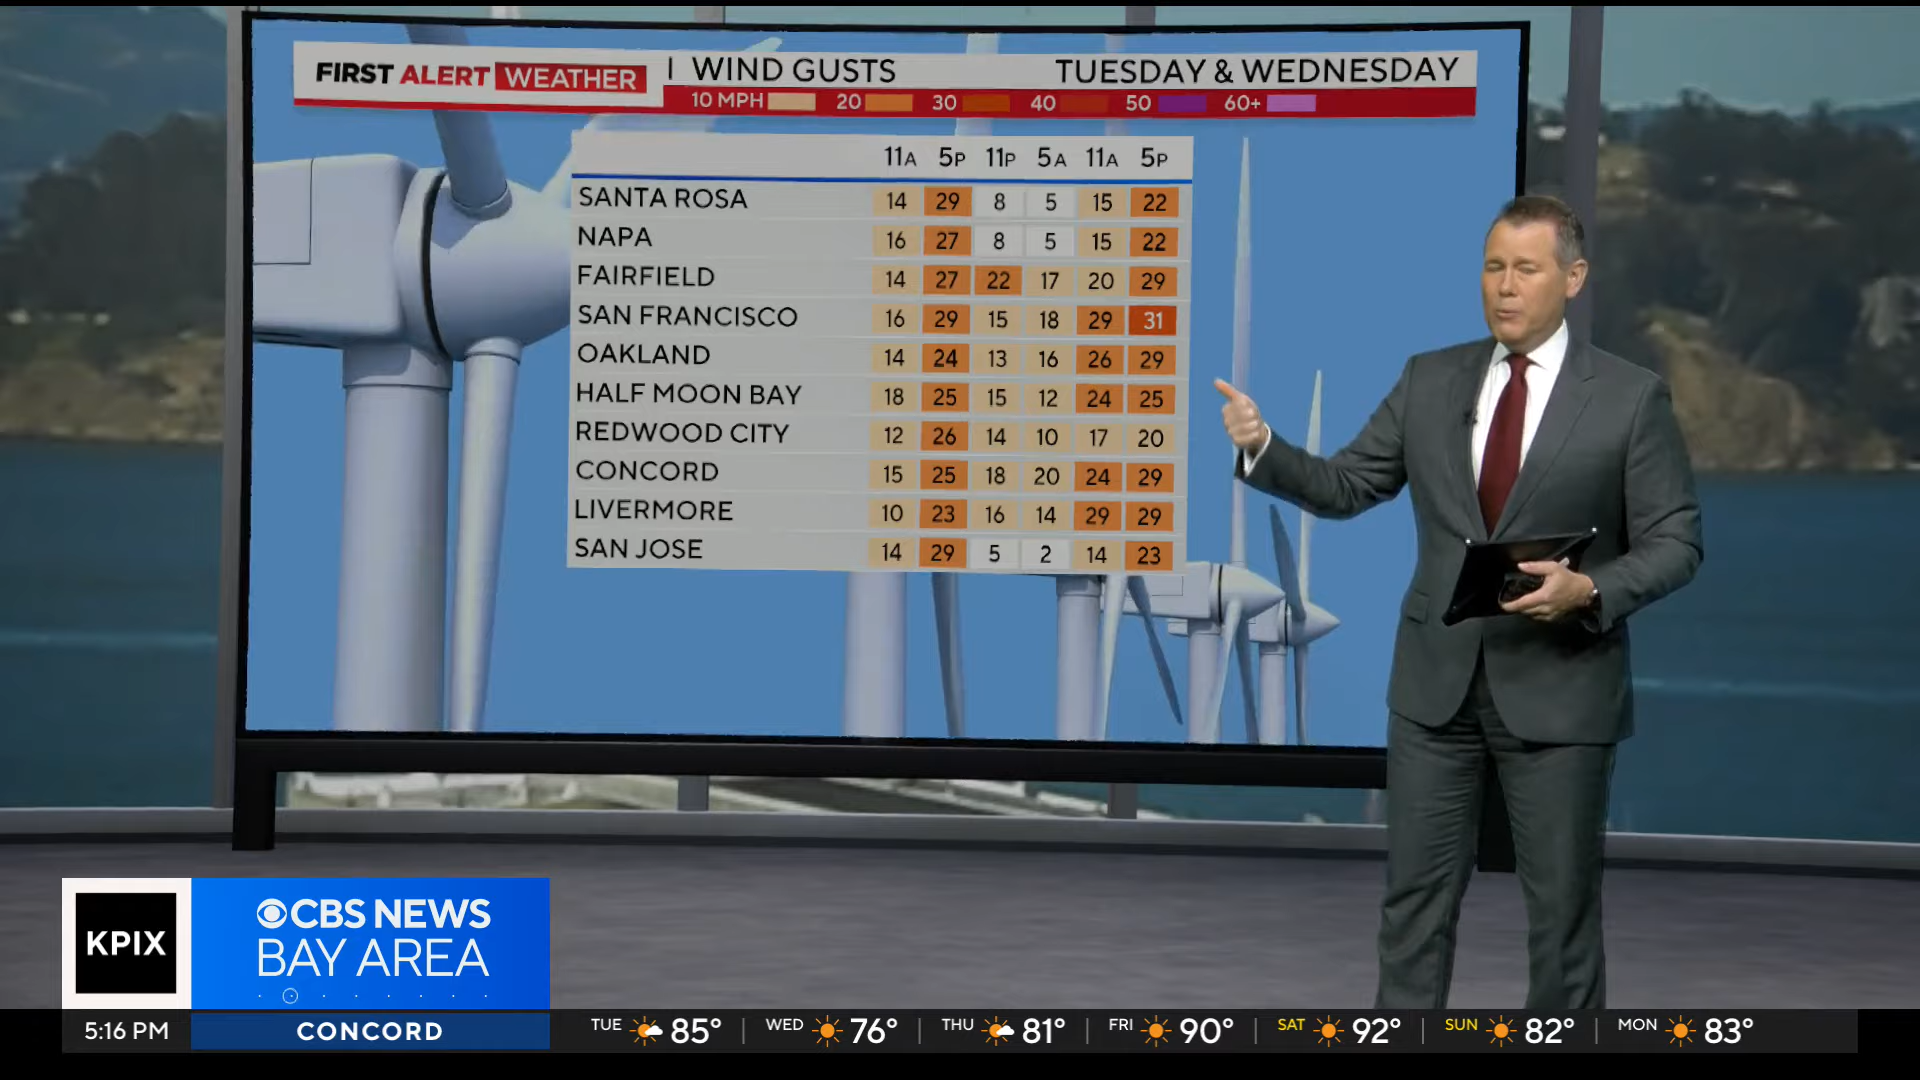 FIRST ALERT WEATHER
WIND GUSTS TUESDAY & WEDNESDAY
10 MPH 20 30 40 50 60+
11A 5P 11P 5A 11A 5P
SANTA ROSA 14 29 8 5 15 22
NAPA 16 27 8 5 15 22
FAIRFIELD 14 27 22 17 20 29
SAN FRANCISCO 16 29 15 18 29 31
OAKLAND 14 24 13 16 26 29
HALF MOON BAY 18 25 15 12 24 25
REDWOOD CITY 12 26 14 10 17 20
CONCORD 15 25 18 20 24 29
LIVERMORE 10 23 16 14 29 29
SAN JOSE 14 29 5 2 14 23
KPIX
CBS NEWS
BAY AREA
5:16 PM CONCORD TUE 85° WED 76° THU 81° FRI 90° SAT 92° SUN 82° MON 83°